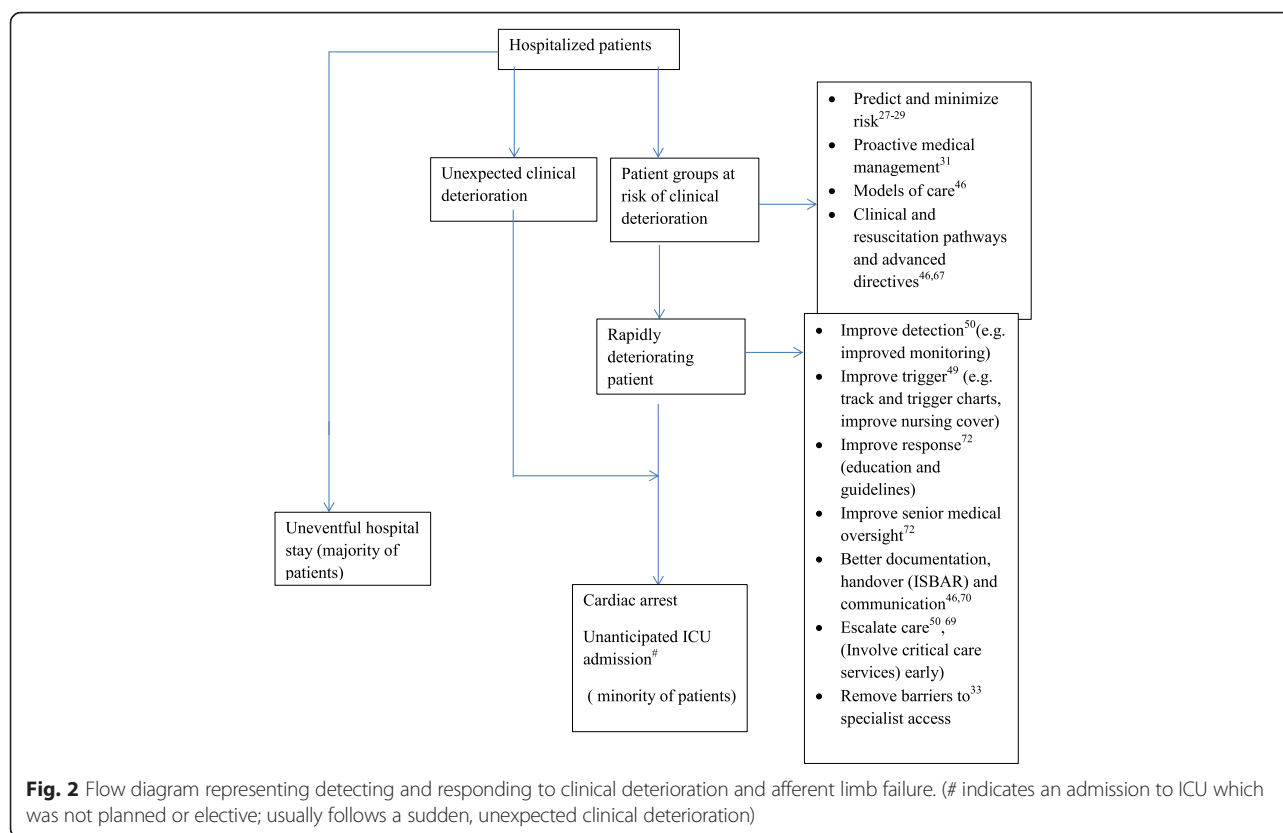 Hospitalized patients
Unexpected clinical
deterioration
Patient groups at
risk of clinical
deterioration
• Predict and minimize
risk27-29
• Proactive medical
management31
• Models of care46
• Clinical and
resuscitation pathways
and advanced
directives46,67
Rapidly
deteriorating
patient
• Improve detection50(e.g.
improved monitoring)
• Improve trigger49 (e.g.
track and trigger charts,
improve nursing cover)
• Improve response72
(education and
guidelines)
• Improve senior medical
oversight72
• Better documentation,
handover (ISBAR) and
communication46,70
• Escalate care50,69
(Involve critical care
services) early)
• Remove barriers to33
specialist access
Uneventful hospital
stay (majority of
patients)
Cardiac arrest
Unanticipated ICU
admission#
( minority of patients)
Fig. 2 Flow diagram representing detecting and responding to clinical deterioration and afferent limb failure. (# indicates an admission to ICU which
was not planned or elective; usually follows a sudden, unexpected clinical deterioration)